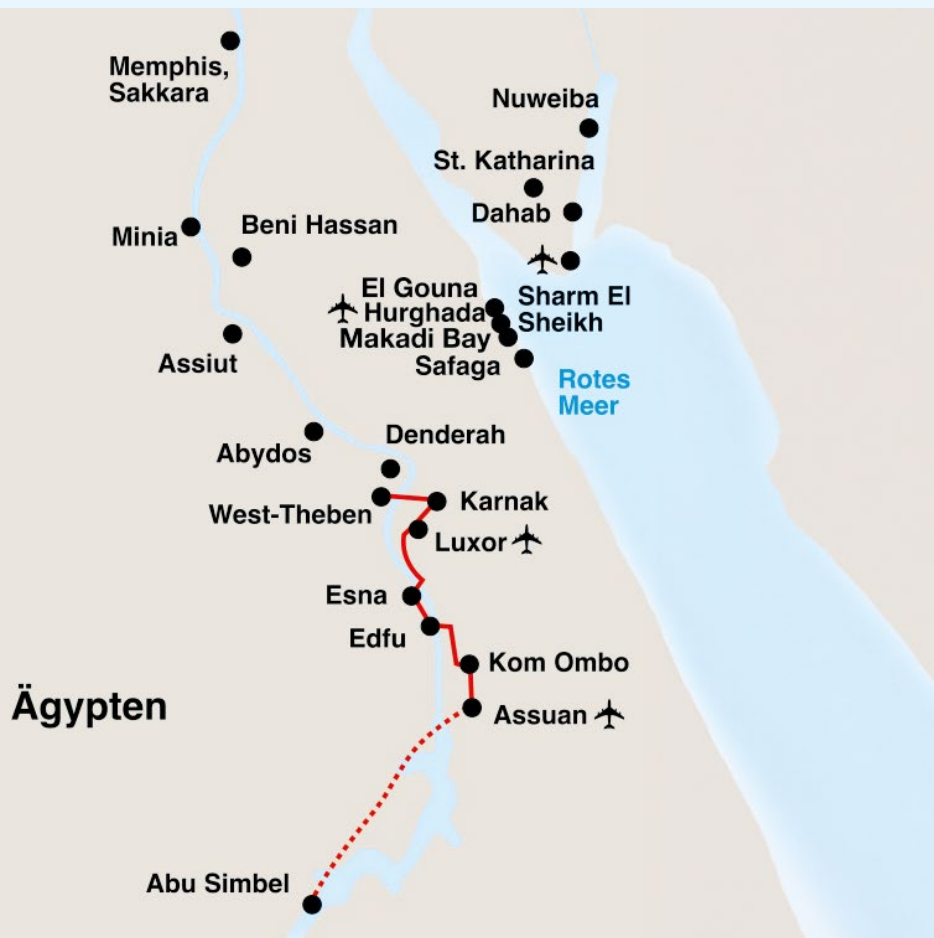 Memphis,
Sakkara
Nuweiba
St. Katharina
Dahab
Minia
Beni Hassan
El Gouna
Hurghada
Makadi Bay
Safaga
Sharm El
Sheikh
Assiut
Rotes
Meer
Abydos
Denderah
West-Theben
Karnak
Luxor
Esna
Edfu
Kom Ombo
Ägypten
Assuan
Abu Simbel